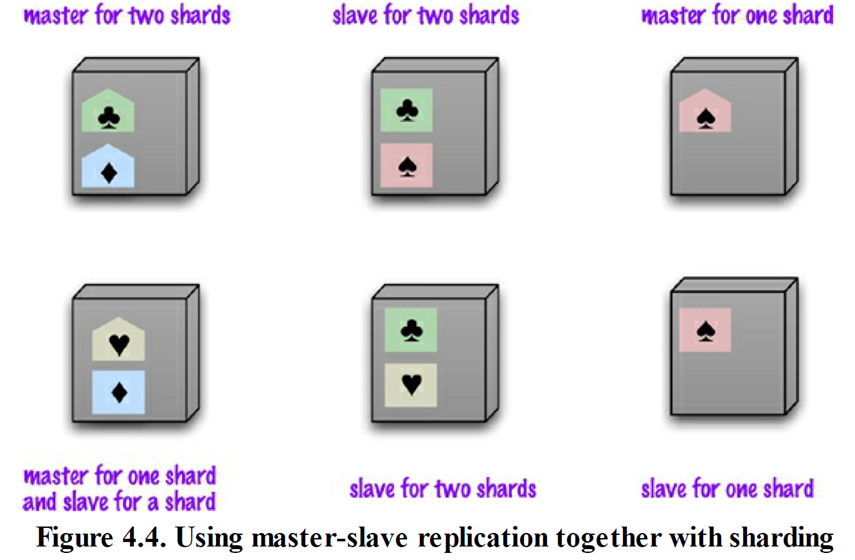 master for two shards
slave for two shards
master for one shard
master for one shard
and slave for a shard
slave for two shards
slave for one shard
Figure 4.4. Using master-slave replication together with sharding